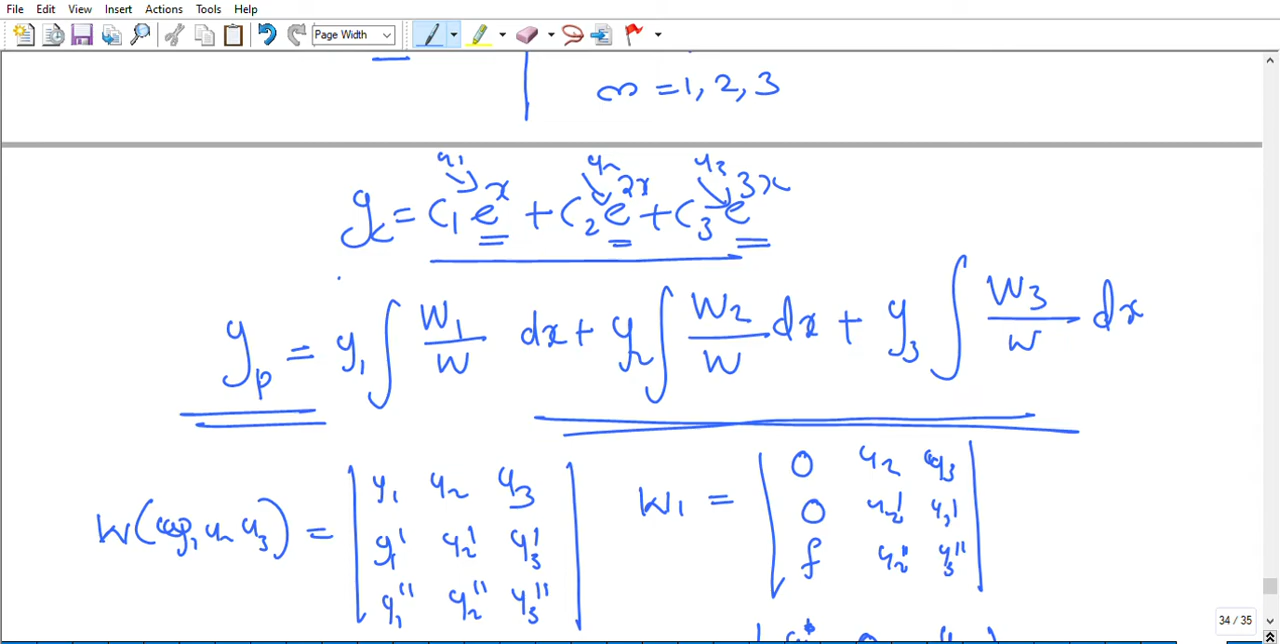 File Edit View Insert Actions Tools Help
Page Width
m = 1, 2, 3
y₁ y₂ y₃
y_c = C₁ e^x + C₂ e^{2x} + C₃ e^{3x}
y_p = y₁ ∫ W₁/W dx + y₂ ∫ W₂/W dx + y₃ ∫ W₃/W dx
W(y₁ y₂ y₃) = | y₁ y₂ y₃ | W₁ = | 0 y₂ y₃ |
| y₁' y₂' y₃' | | 0 y₂' y₃' |
| y₁'' y₂'' y₃'' | | f y₂'' y₃'' |
34 / 35